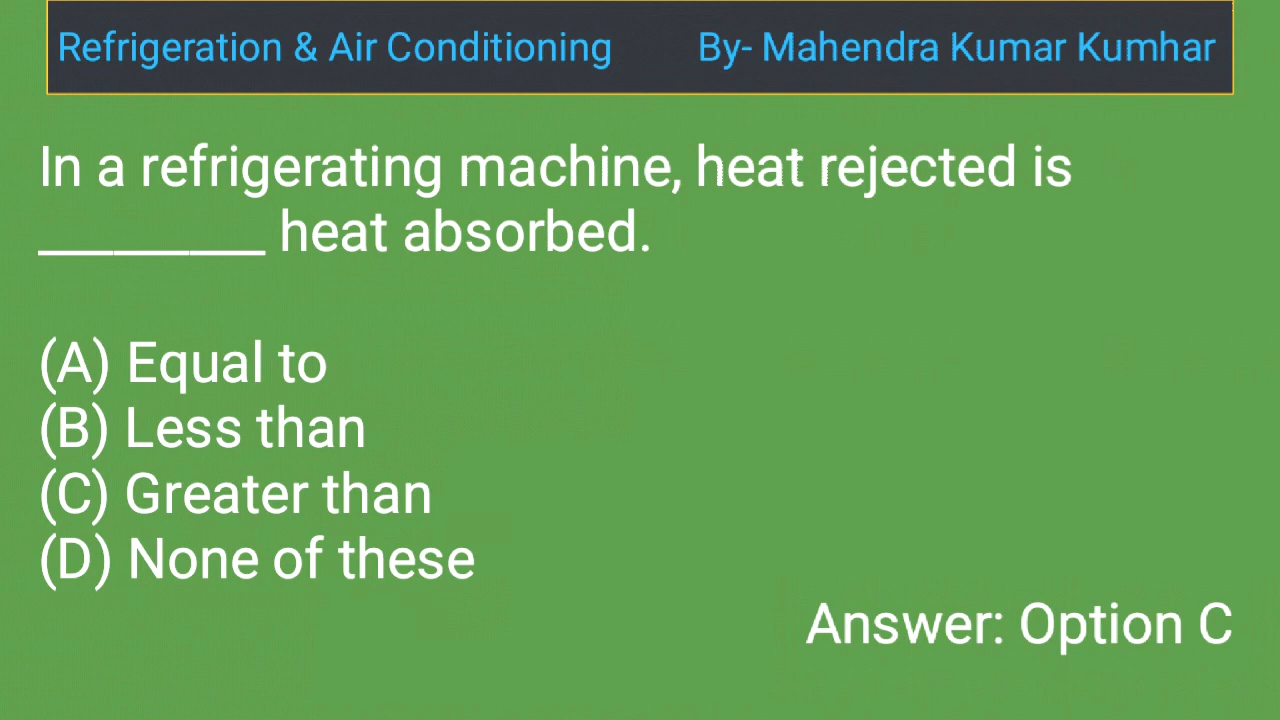 Refrigeration & Air Conditioning By- Mahendra Kumar Kumhar
In a refrigerating machine, heat rejected is
_________ heat absorbed.
(A) Equal to
(B) Less than
(C) Greater than
(D) None of these
Answer: Option C